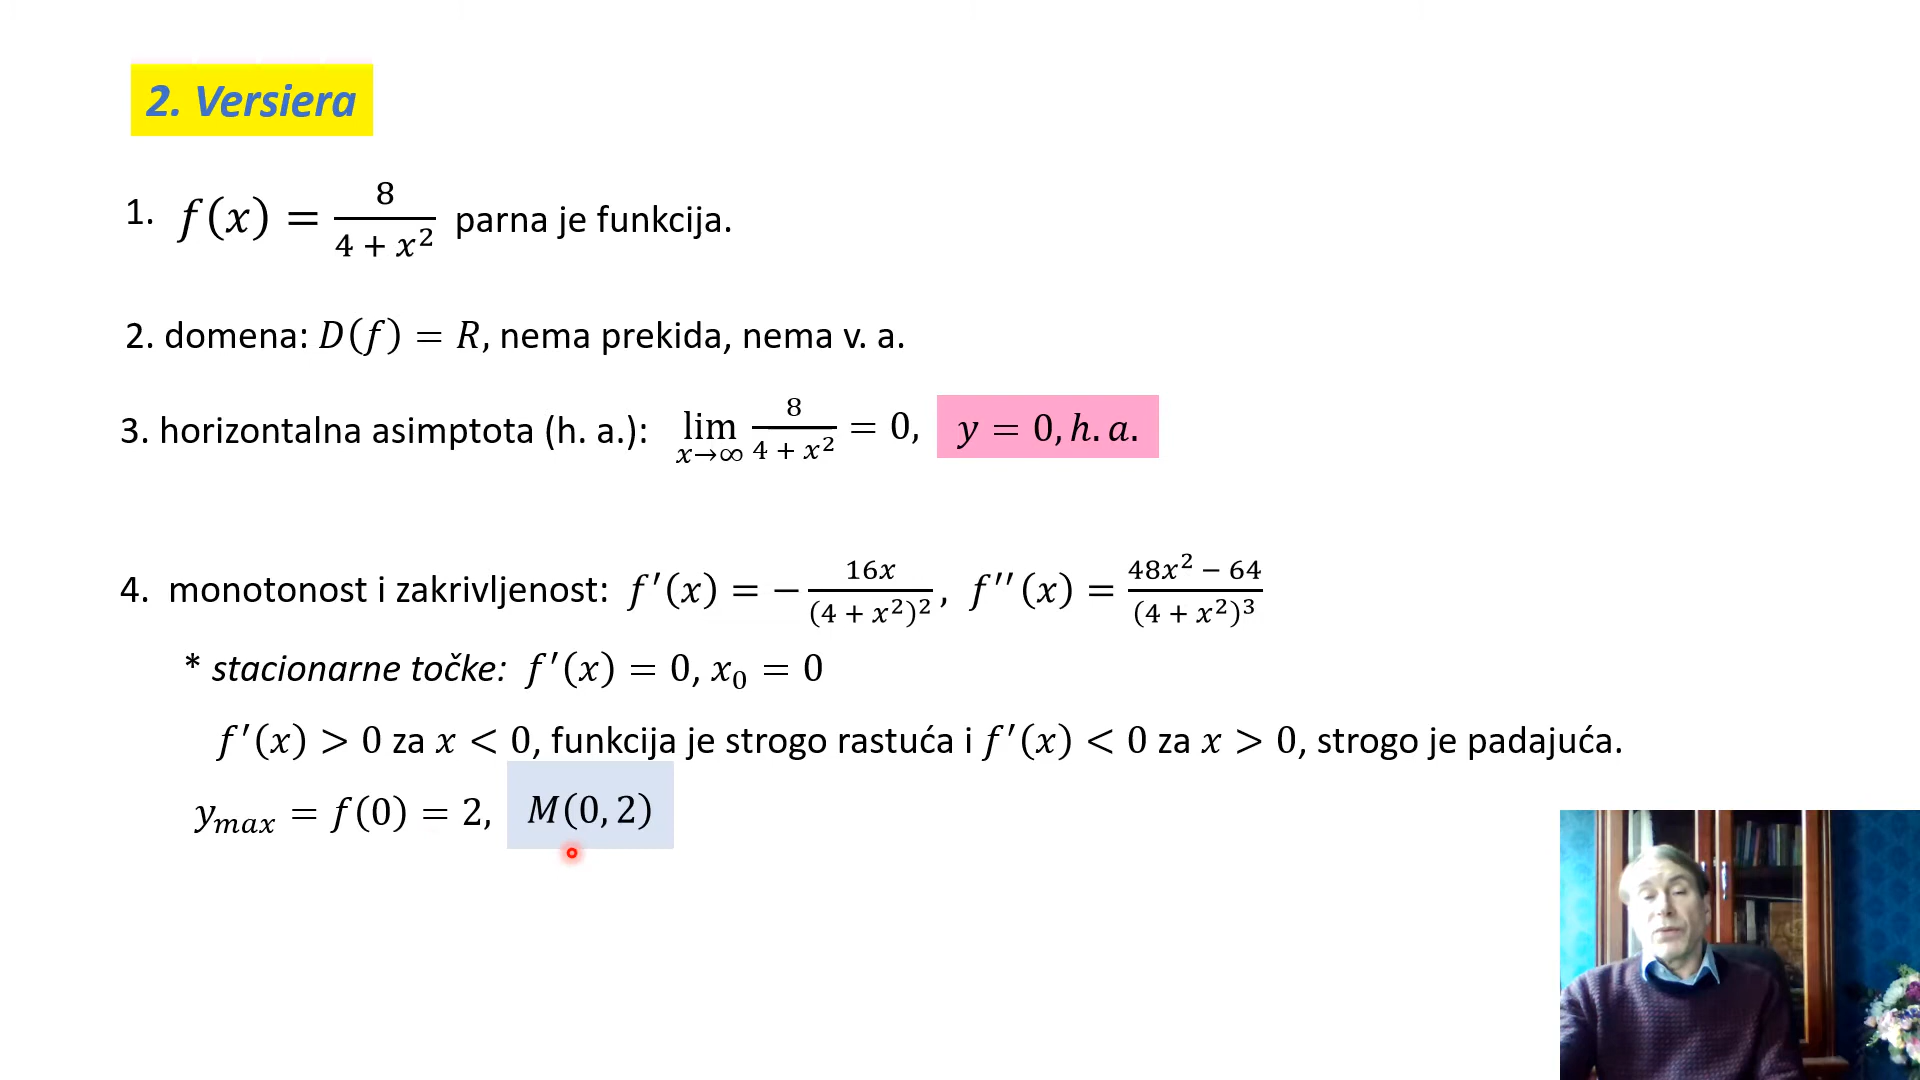 2. Versiera
1. f(x) = 8/(4 + x²) parna je funkcija.
2. domena: D(f) = R, nema prekida, nema v. a.
3. horizontalna asimptota (h. a.): lim x→∞ 8/(4 + x²) = 0, y = 0, h. a.
4. monotonost i zakrivljenost: f′(x) = − 16x/(4 + x²)², f′′(x) = (48x² − 64)/(4 + x²)³
* stacionarne točke: f′(x) = 0, x₀ = 0
f′(x) > 0 za x < 0, funkcija je strogo rastuća i f′(x) < 0 za x > 0, strogo je padajuća.
yₘₐₓ = f(0) = 2, M(0, 2)